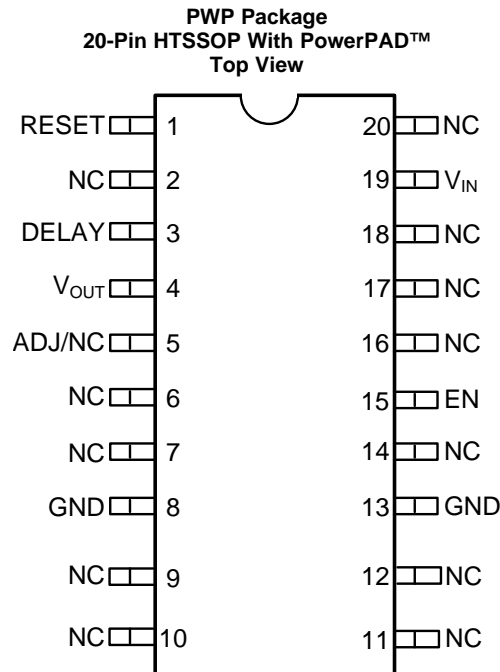 PWP Package
20-Pin HTSSOP With PowerPAD™
Top View
RESET 1 20 NC
NC 2 19 VIN
DELAY 3 18 NC
VOUT 4 17 NC
ADJ/NC 5 16 NC
NC 6 15 EN
NC 7 14 NC
GND 8 13 GND
NC 9 12 NC
NC 10 11 NC